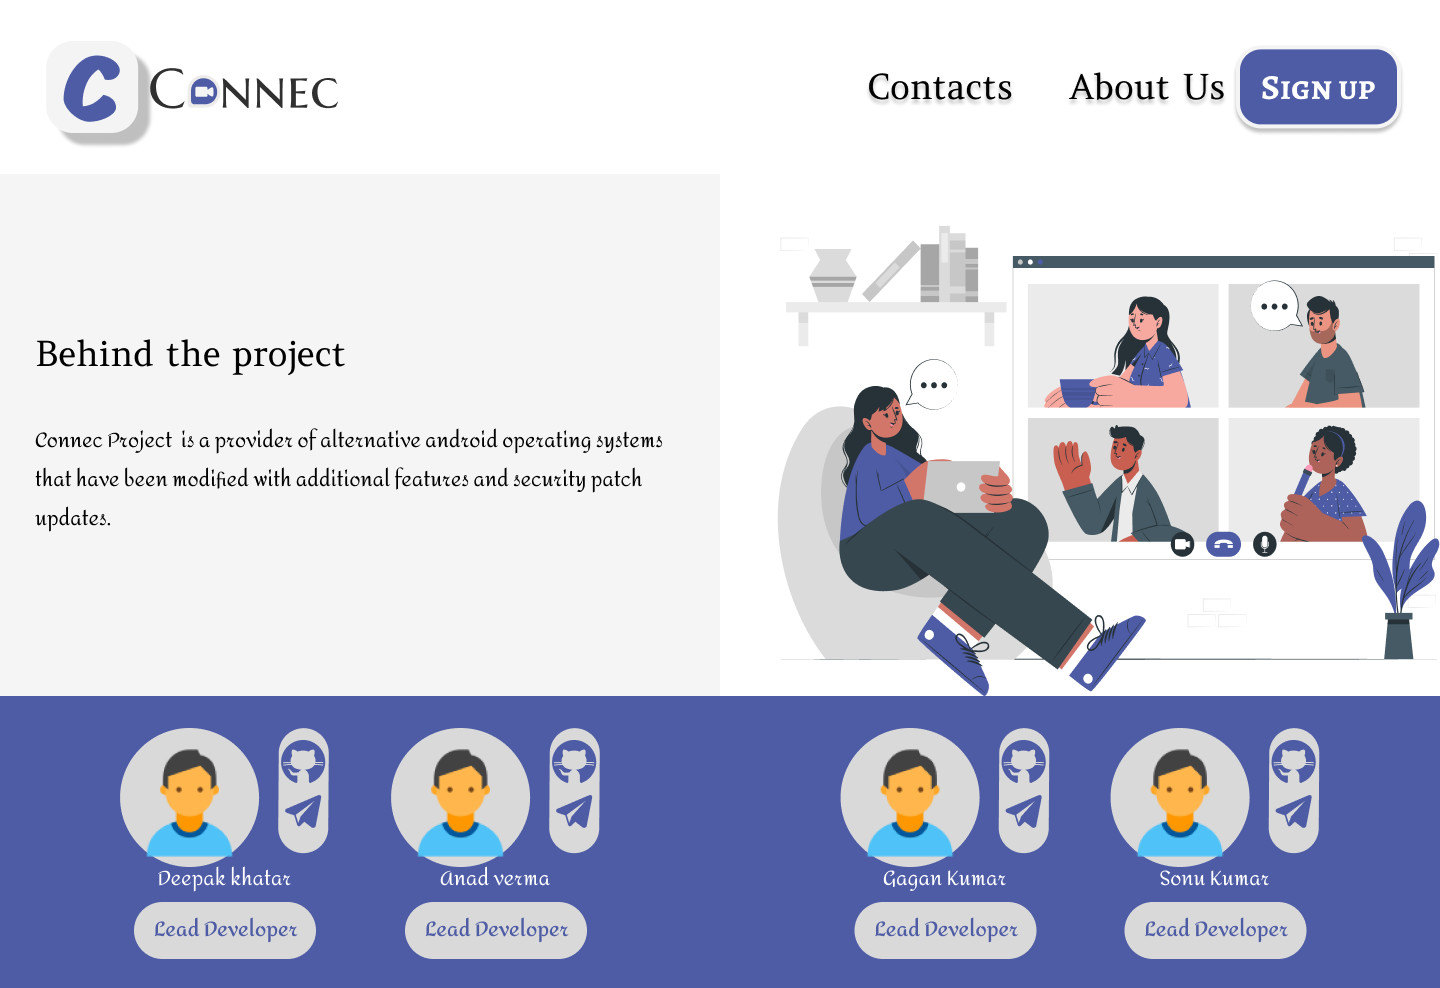 C
Connec
Contacts
About Us
Sign up
Behind the project
Connec Project is a provider of alternative android operating systems
that have been modified with additional features and security patch
updates.
Deepak khatar
Anad verma
Gagan Kumar
Sonu Kumar
Lead Developer
Lead Developer
Lead Developer
Lead Developer